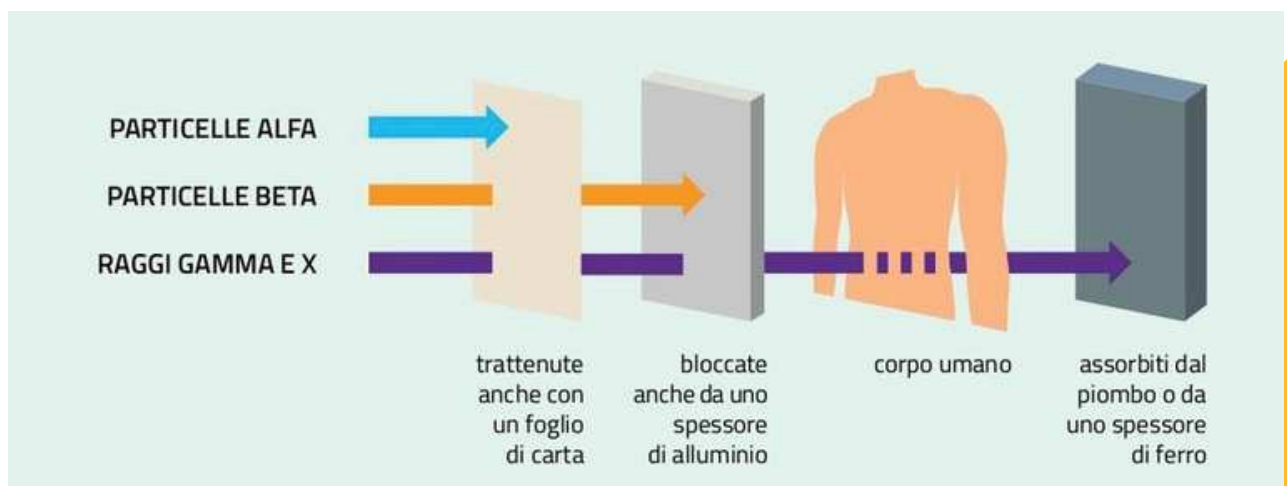 PARTICELLE ALFA
PARTICELLE BETA
RAGGI GAMMA E X
trattenute
anche con
un foglio
di carta
bloccate
anche da uno
spessore
di alluminio
corpo umano
assorbiti dal
piombo o da
uno spessore
di ferro